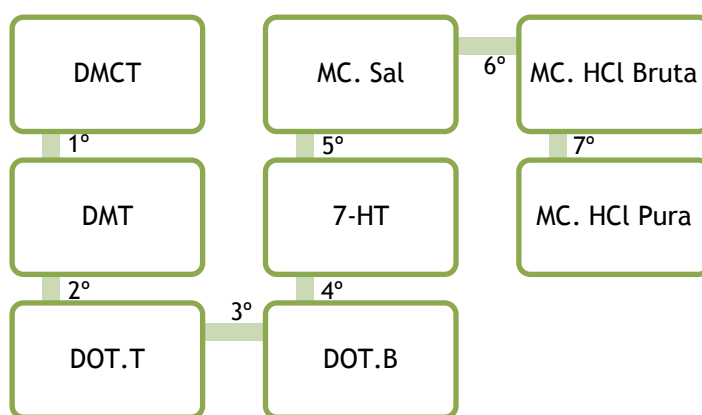 DMCT
1º
DMT
2º
DOT.T
3º
DOT.B
4º
7-HT
5º
MC. Sal
6º
MC. HCl Bruta
7º
MC. HCl Pura